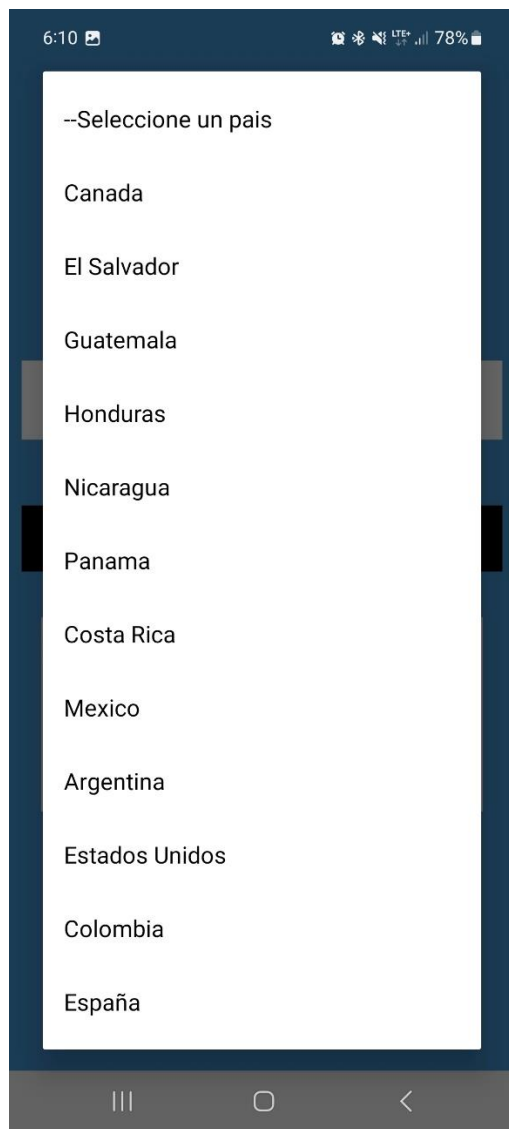 6:10 LTE+ 78%
--Seleccione un pais
Canada
El Salvador
Guatemala
Honduras
Nicaragua
Panama
Costa Rica
Mexico
Argentina
Estados Unidos
Colombia
España